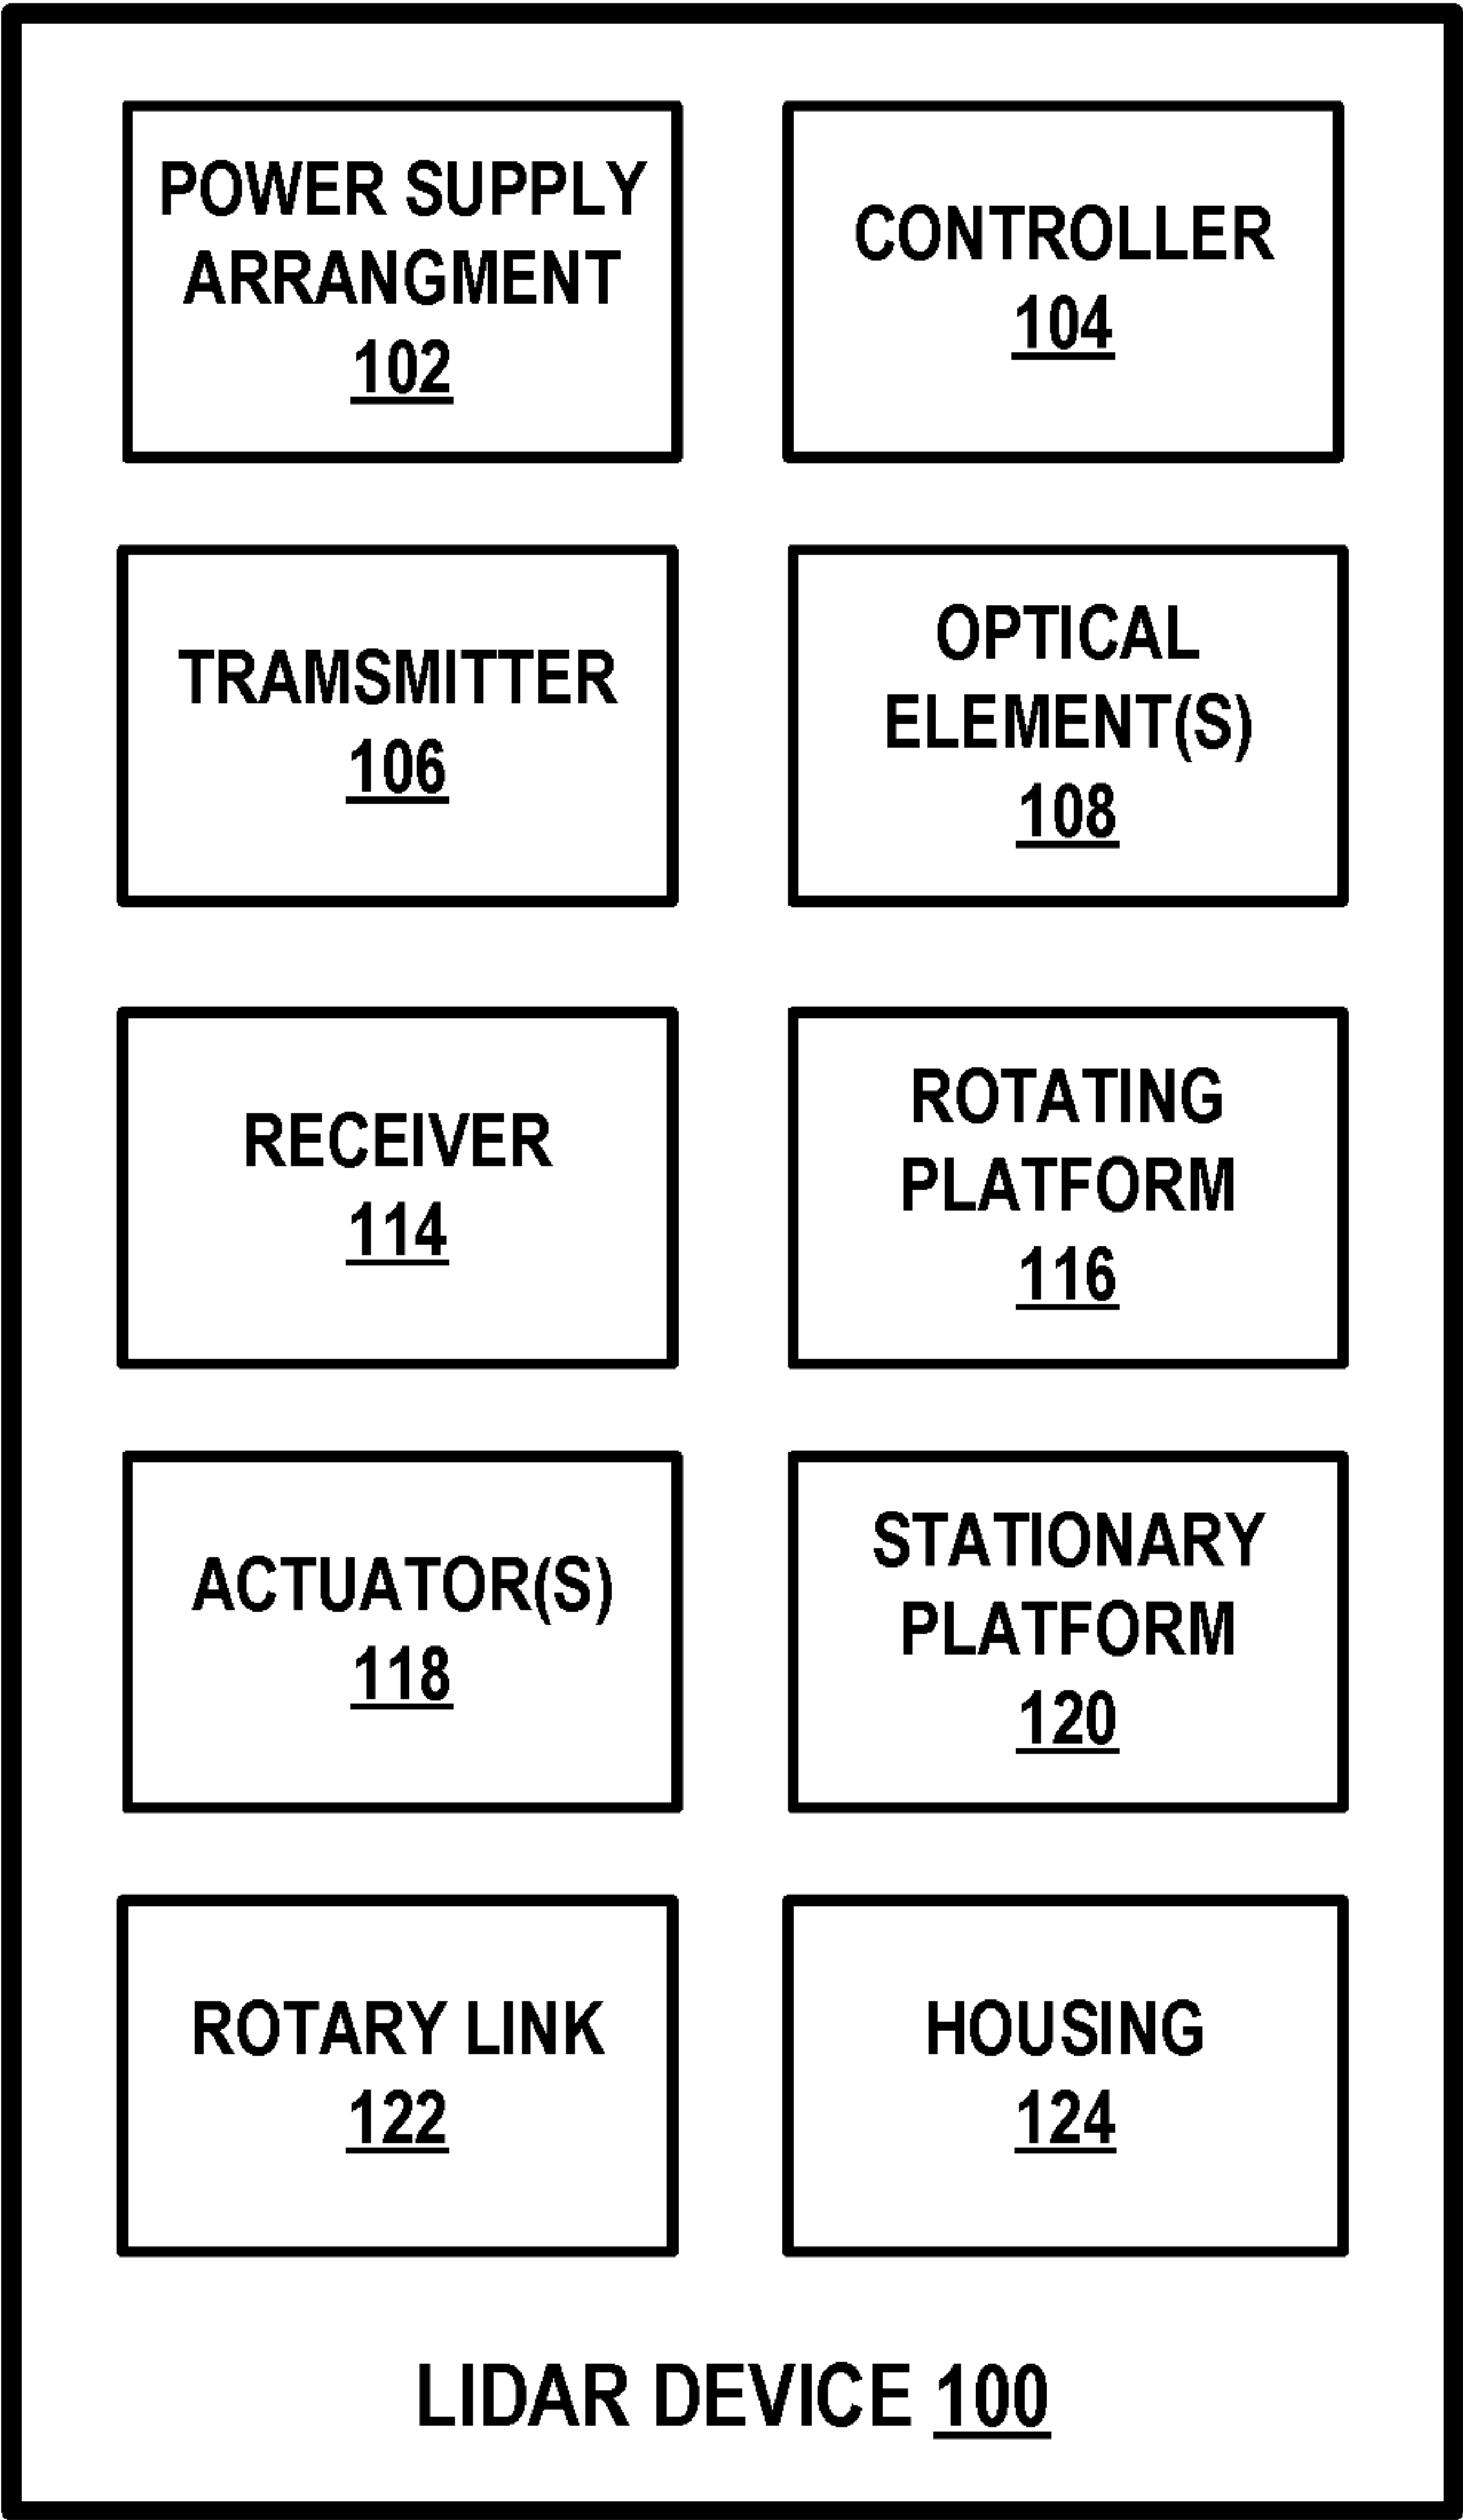 POWER SUPPLY
ARRANGMENT
102
CONTROLLER
104
TRAMSMITTER
106
OPTICAL
ELEMENT(S)
108
RECEIVER
114
ROTATING
PLATFORM
116
ACTUATOR(S)
118
STATIONARY
PLATFORM
120
ROTARY LINK
122
HOUSING
124
LIDAR DEVICE 100